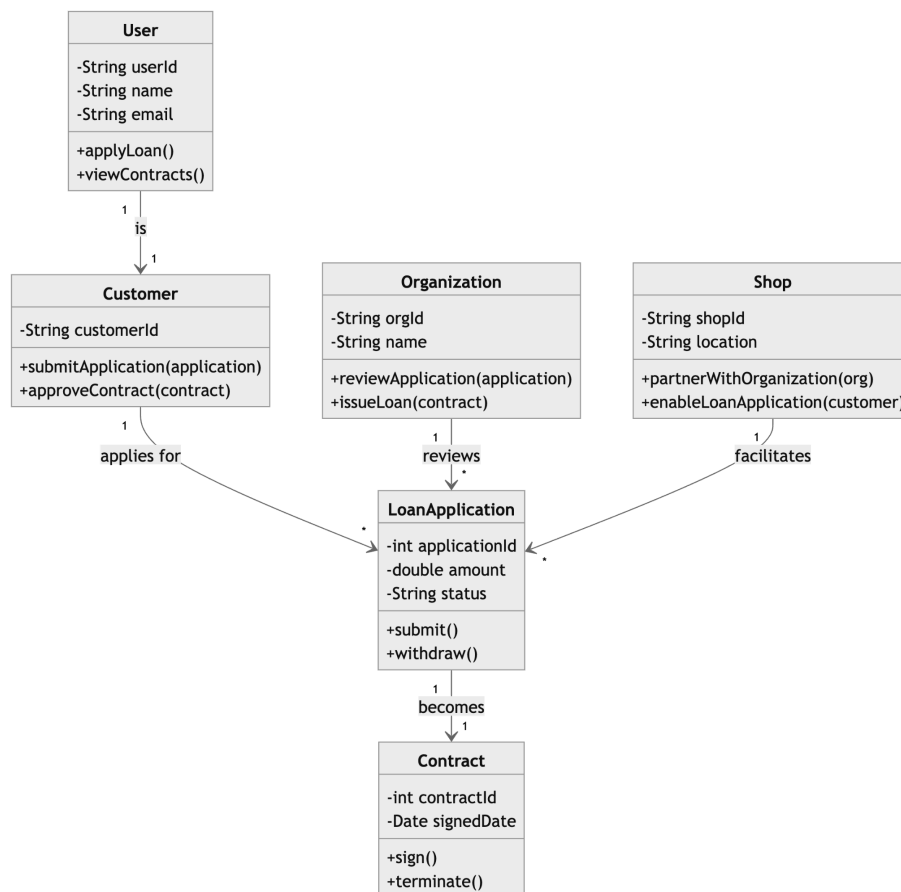 User
-String userId
-String name
-String email
+applyLoan()
+viewContracts()
1
is
1
Customer
-String customerId
+submitApplication(application)
+approveContract(contract)
Organization
-String orgId
-String name
+reviewApplication(application)
+issueLoan(contract)
Shop
-String shopId
-String location
+partnerWithOrganization(org)
+enableLoanApplication(customer)
1
applies for
*
1
reviews
*
1
facilitates
*
LoanApplication
-int applicationId
-double amount
-String status
+submit()
+withdraw()
1
becomes
1
Contract
-int contractId
-Date signedDate
+sign()
+terminate()